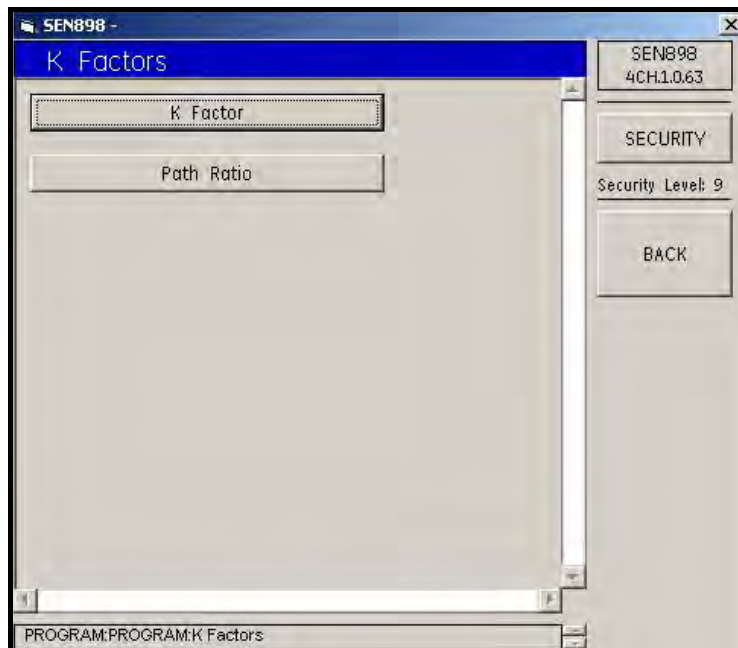 SEN898 -
K Factors
K Factor
Path Ratio
SEN898
4CH.1.0.63
SECURITY
Security Level: 9
BACK
PROGRAM:PROGRAM:K Factors